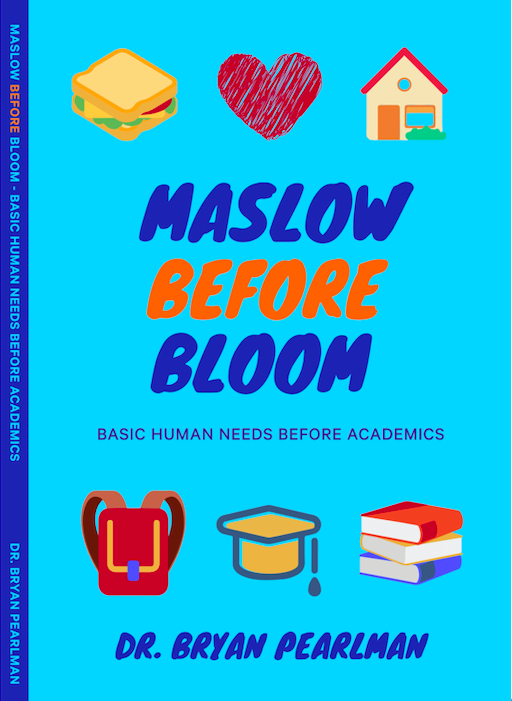 MASLOW BEFORE BLOOM - BASIC HUMAN NEEDS BEFORE ACADEMICS
DR. BRYAN PEARLMAN
MASLOW
BEFORE
BLOOM
BASIC HUMAN NEEDS BEFORE ACADEMICS
DR. BRYAN PEARLMAN